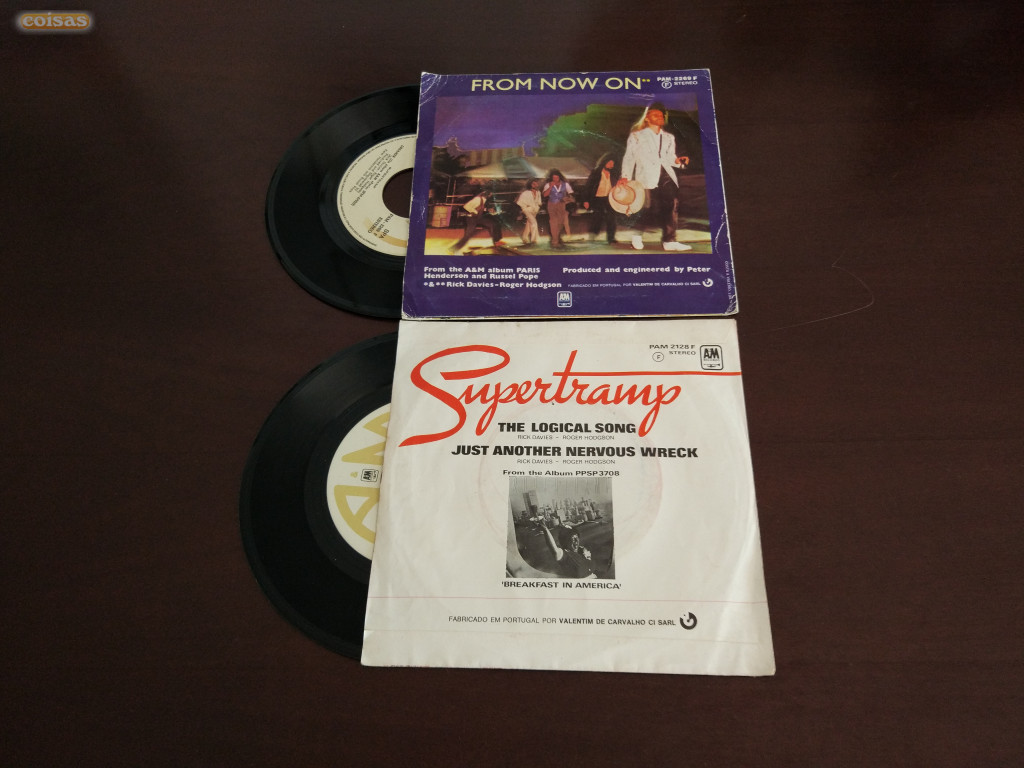 coisas
FROM NOW ON**
PAM-2269 F
F STEREO
From the A&M album PARIS
Produced and engineered by Peter
Henderson and Russel Pope
*&** Rick Davies-Roger Hodgson
FABRICADO EM PORTUGAL POR VALENTIM DE CARVALHO CI SARL
A&M
PAM 2128 F
F STEREO
A&M
Supertramp
THE LOGICAL SONG
RICK DAVIES - ROGER HODGSON
JUST ANOTHER NERVOUS WRECK
RICK DAVIES - ROGER HODGSON
From the Album PPSP3708
'BREAKFAST IN AMERICA'
FABRICADO EM PORTUGAL POR VALENTIM DE CARVALHO CI SARL
A&M